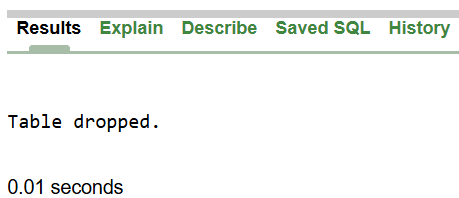 Results Explain Describe Saved SQL History
Table dropped.
0.01 seconds